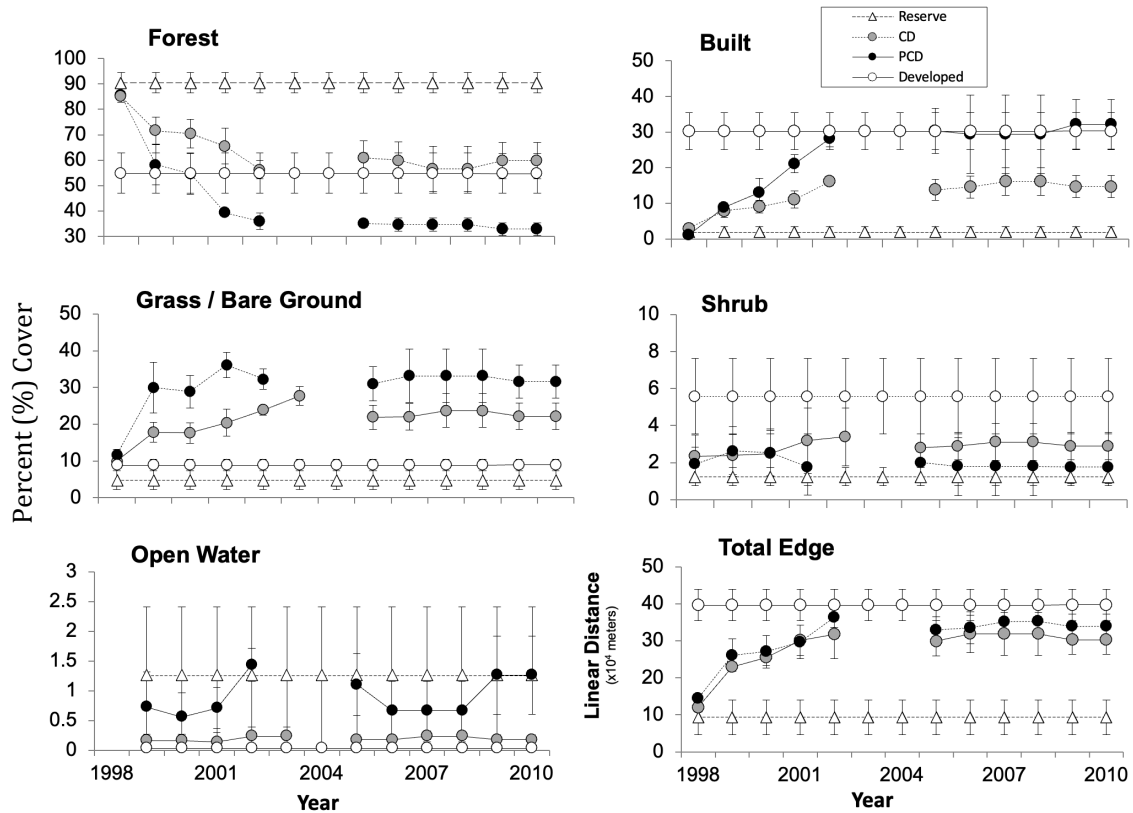 Forest
Built
Reserve
CD
PCD
Developed
100
90
80
70
60
50
40
30
50
40
30
20
10
0
Percent (%) Cover
Grass / Bare Ground
Shrub
50
40
30
20
10
0
10
8
6
4
2
0
Open Water
Total Edge
3
2.5
2
1.5
1
0.5
0
Linear Distance
(x10⁴ meters)
50
40
30
20
10
0
1998 2001 2004 2007 2010
Year
1998 2001 2004 2007 2010
Year